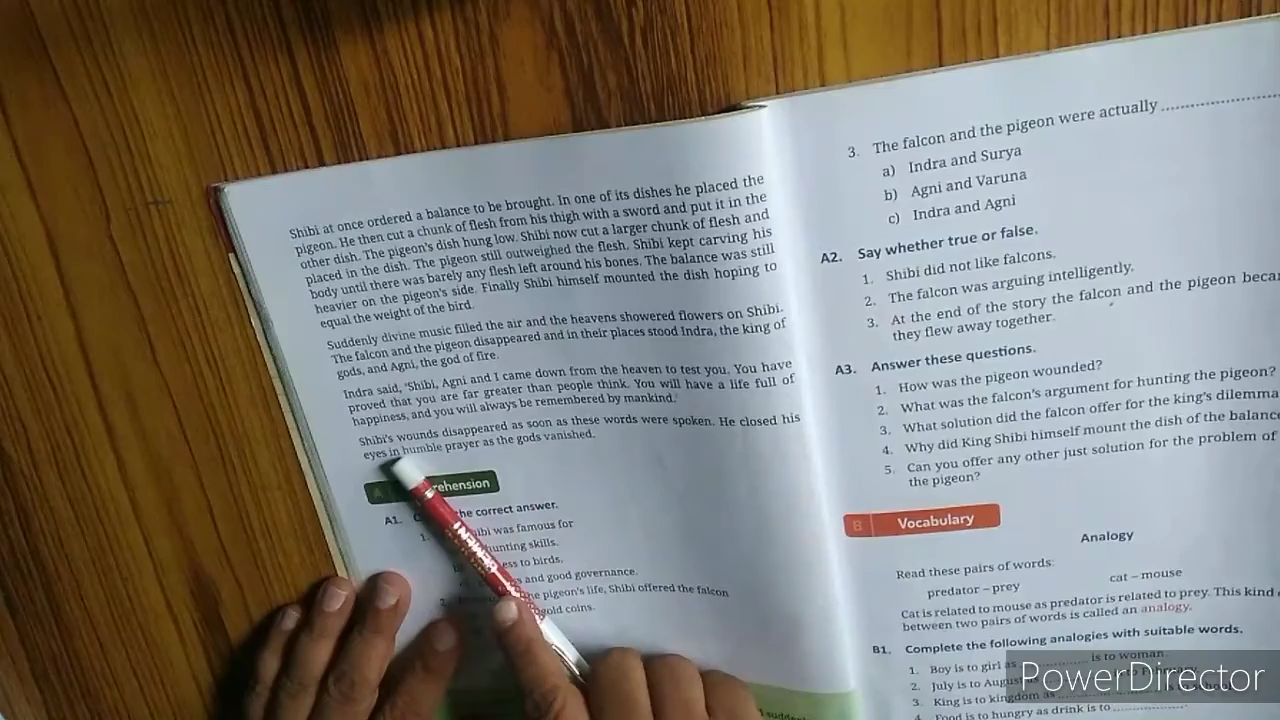 Shibi at once ordered a balance to be brought. In one of its dishes he placed the
pigeon. He then cut a chunk of flesh from his thigh with a sword and put it in the
other dish. The pigeon's dish hung low. Shibi now cut a larger chunk of flesh and
placed in the dish. The pigeon still outweighed the flesh. Shibi kept carving his
body until there was barely any flesh left around his bones. The balance was still
heavier on the pigeon's side. Finally Shibi himself mounted the dish hoping to
equal the weight of the bird.
Suddenly divine music filled the air and the heavens showered flowers on Shibi.
The falcon and the pigeon disappeared and in their places stood Indra, the king of
gods, and Agni, the god of fire.
Indra said, 'Shibi, Agni and I came down from the heaven to test you. You have
proved that you are far greater than people think. You will have a life full of
happiness, and you will always be remembered by mankind.'
Shibi's wounds disappeared as soon as these words were spoken. He closed his
eyes in humble prayer as the gods vanished.
A rehension
A1. the correct answer.
1. ibi was famous for
hunting skills.
ess to birds.
and good governance.
2. the pigeon's life, Shibi offered the falcon
gold coins.
3. The falcon and the pigeon were actually ........................
a) Indra and Surya
b) Agni and Varuna
c) Indra and Agni
A2. Say whether true or false.
1. Shibi did not like falcons.
2. The falcon was arguing intelligently.
3. At the end of the story the falcon and the pigeon beca
they flew away together.
A3. Answer these questions.
1. How was the pigeon wounded?
2. What was the falcon's argument for hunting the pigeon?
3. What solution did the falcon offer for the king's dilemma
4. Why did King Shibi himself mount the dish of the balance
5. Can you offer any other just solution for the problem of
the pigeon?
B Vocabulary
Analogy
Read these pairs of words:
predator – prey cat – mouse
Cat is related to mouse as predator is related to prey. This kind
between two pairs of words is called an analogy.
B1. Complete the following analogies with suitable words.
1. Boy is to girl as ............... is to woman.
2. July is to August
3. King is to kingdom as
4. Food is to hungry as drink is to ..................
PowerDirector